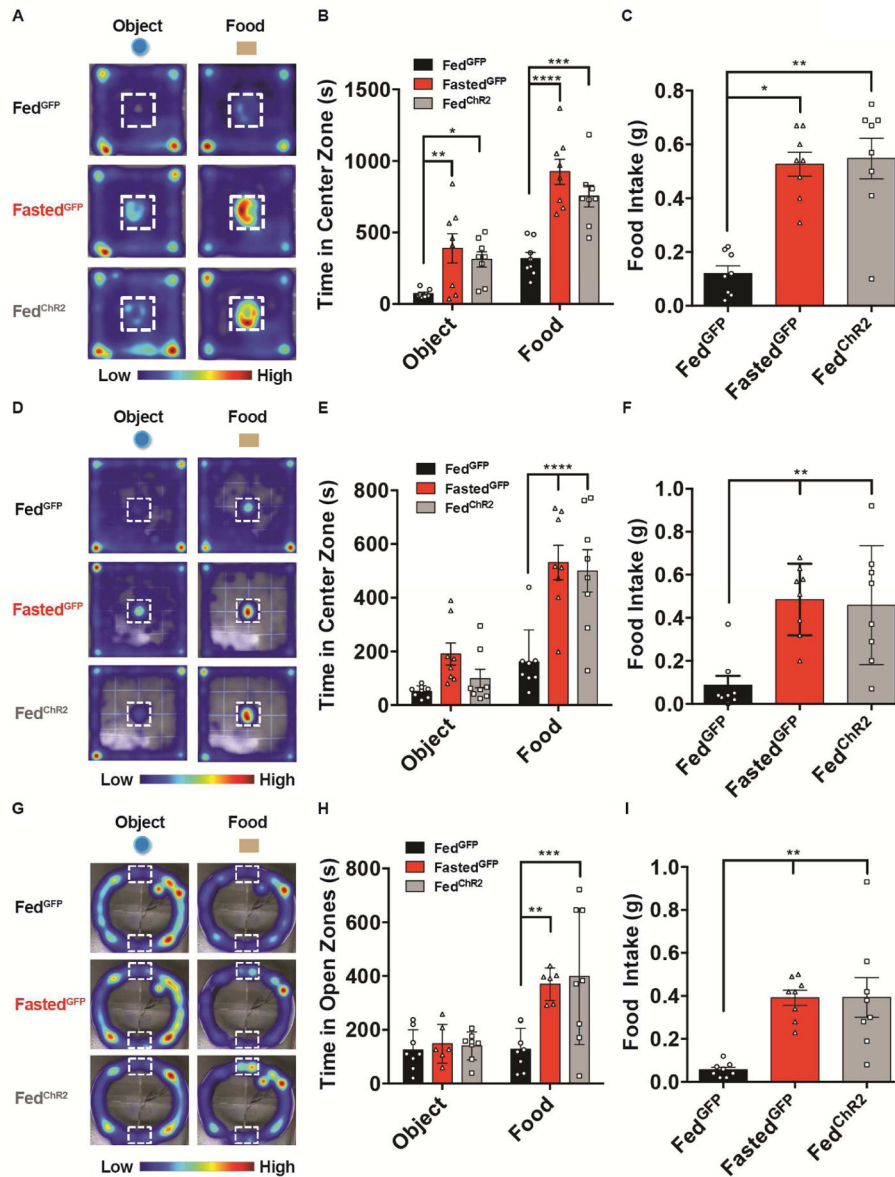 A
Object
Food
Fed^GFP
Fasted^GFP
Fed^ChR2
Low
High
B
Time in Center Zone (s)
1500
1000
500
0
Fed^GFP
Fasted^GFP
Fed^ChR2
*
**
***
****
Object
Food
C
Food Intake (g)
0.8
0.6
0.4
0.2
0.0
**
*
Fed^GFP
Fasted^GFP
Fed^ChR2
D
Object
Food
Fed^GFP
Fasted^GFP
Fed^ChR2
Low
High
E
Time in Center Zone (s)
800
600
400
200
0
Fed^GFP
Fasted^GFP
Fed^ChR2
****
Object
Food
F
Food Intake (g)
1.0
0.8
0.6
0.4
0.2
0.0
**
Fed^GFP
Fasted^GFP
Fed^ChR2
G
Object
Food
Fed^GFP
Fasted^GFP
Fed^ChR2
Low
High
H
Time in Open Zones (s)
800
600
400
200
0
Fed^GFP
Fasted^GFP
Fed^ChR2
***
**
Object
Food
I
Food Intake (g)
1.0
0.8
0.6
0.4
0.2
0.0
**
Fed^GFP
Fasted^GFP
Fed^ChR2